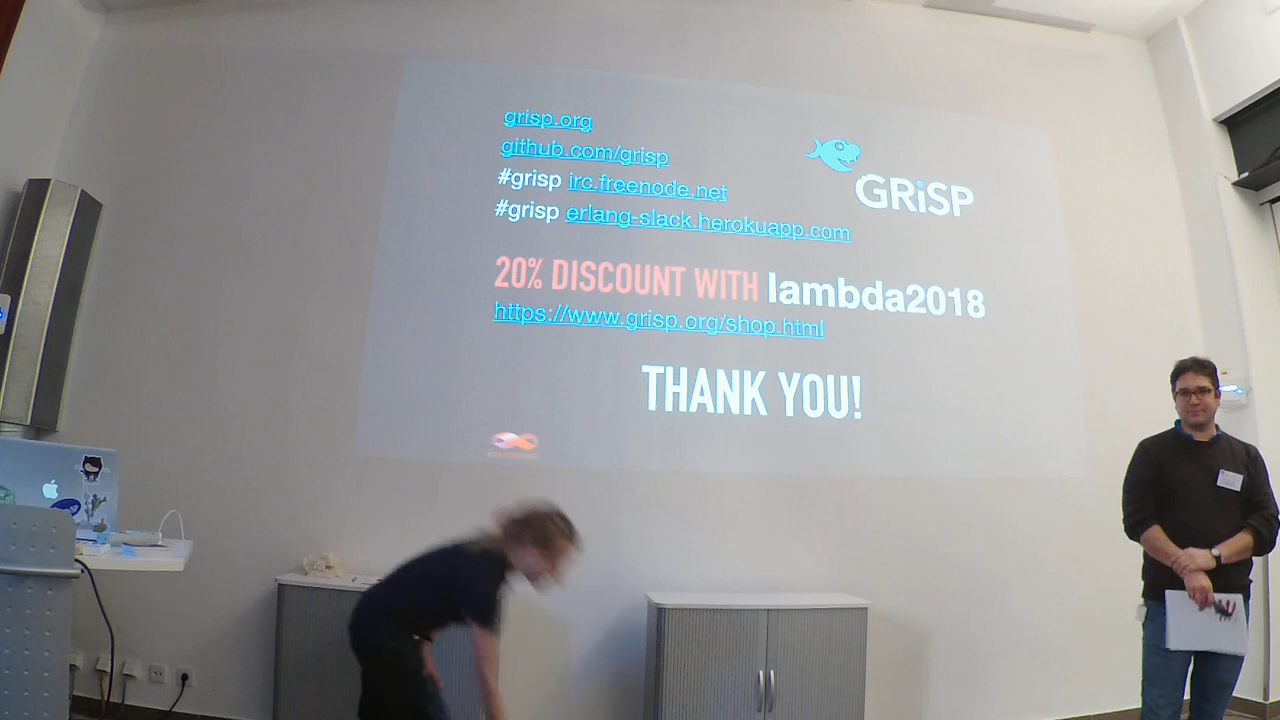 grisp.org
github.com/grisp
#grisp irc.freenode.net
#grisp erlang-slack.herokuapp.com
GRiSP
20% DISCOUNT WITH lambda2018
https://www.grisp.org/shop.html
THANK YOU!